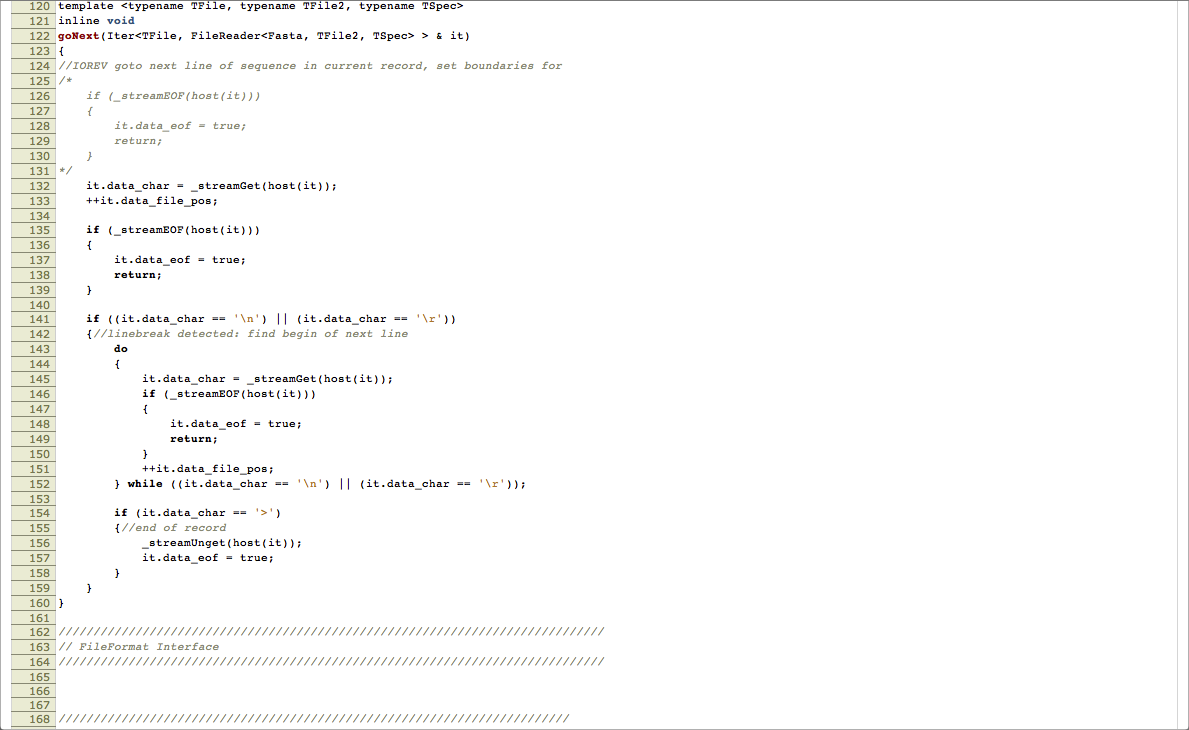 120 template <typename TFile, typename TFile2, typename TSpec>
121 inline void
122 goNext(Iter<TFile, FileReader<Fasta, TFile2, TSpec> > & it)
123 {
124 //IOREV goto next line of sequence in current record, set boundaries for
125 /*
126     if (_streamEOF(host(it)))
127     {
128         it.data_eof = true;
129         return;
130     }
131 */
132     it.data_char = _streamGet(host(it));
133     ++it.data_file_pos;
134
135     if (_streamEOF(host(it)))
136     {
137         it.data_eof = true;
138         return;
139     }
140
141     if ((it.data_char == '\n') || (it.data_char == '\r'))
142     {//linebreak detected: find begin of next line
143         do
144         {
145             it.data_char = _streamGet(host(it));
146             if (_streamEOF(host(it)))
147             {
148                 it.data_eof = true;
149                 return;
150             }
151             ++it.data_file_pos;
152         } while ((it.data_char == '\n') || (it.data_char == '\r'));
153
154         if (it.data_char == '>')
155         {//end of record
156             _streamUnget(host(it));
157             it.data_eof = true;
158         }
159     }
160 }
161
162 //////////////////////////////////////////////////////////////////////////////
163 // FileFormat Interface
164 //////////////////////////////////////////////////////////////////////////////
165
166
167
168 /////////////////////////////////////////////////////////////////////////